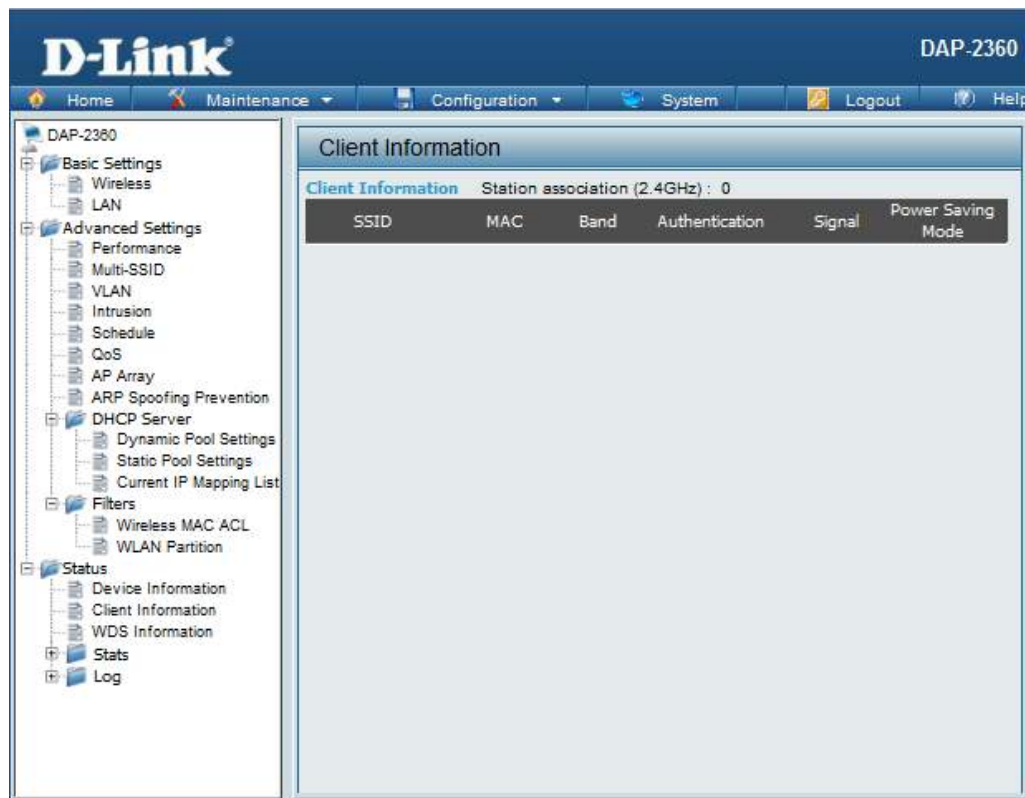 D-Link
DAP-2360
Home Maintenance Configuration System Logout Help
DAP-2360
Basic Settings
Wireless
LAN
Advanced Settings
Performance
Multi-SSID
VLAN
Intrusion
Schedule
QoS
AP Array
ARP Spoofing Prevention
DHCP Server
Dynamic Pool Settings
Static Pool Settings
Current IP Mapping List
Filters
Wireless MAC ACL
WLAN Partition
Status
Device Information
Client Information
WDS Information
Stats
Log
Client Information
Client Information Station association (2.4GHz) : 0
SSID MAC Band Authentication Signal Power Saving Mode